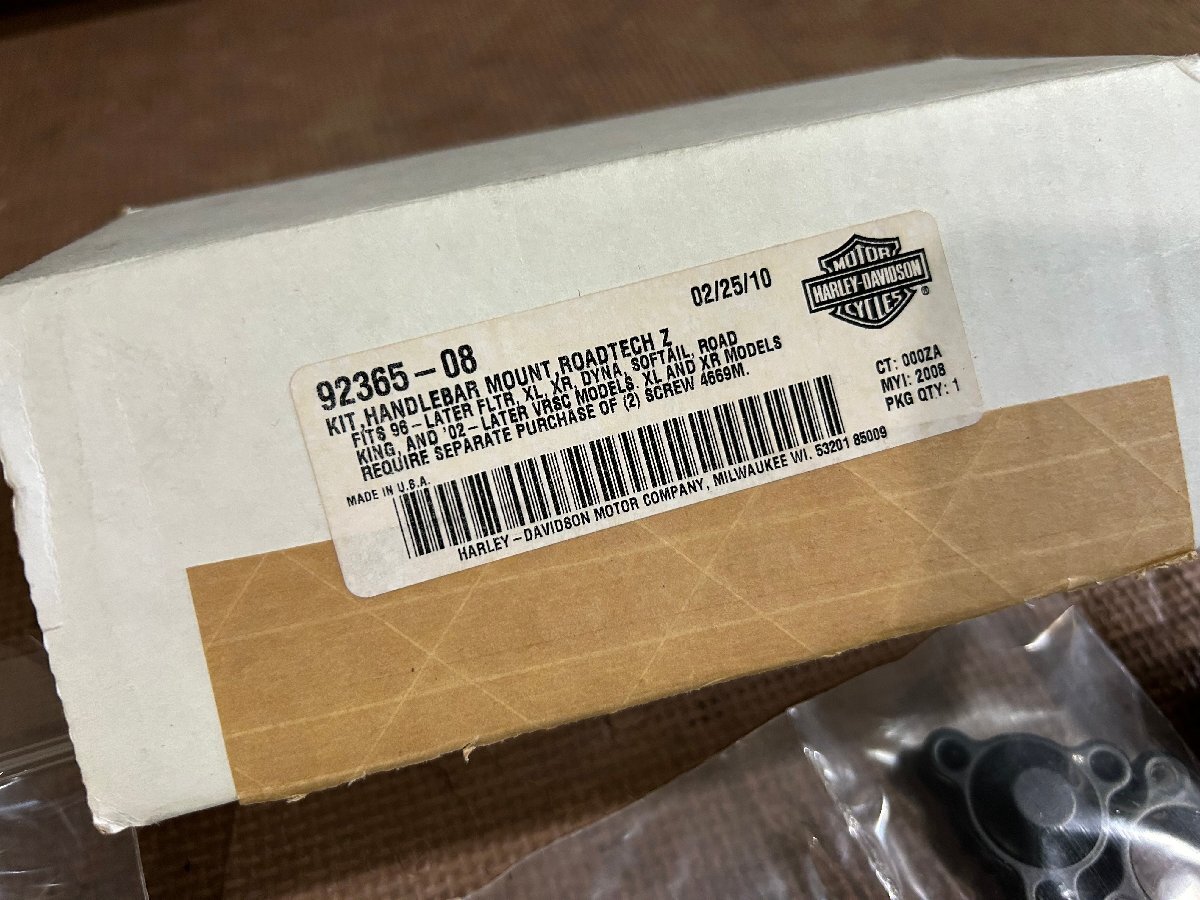 02/25/10
MOTOR
HARLEY-DAVIDSON
CYCLES
®
92365-08
KIT,HANDLEBAR MOUNT,ROADTECH Z
FITS 96-LATER FLTR, XL, XR, DYNA, SOFTAIL, ROAD
KING, AND '02-LATER VRSC MODELS. XL AND XR MODELS
REQUIRE SEPARATE PURCHASE OF (2) SCREW 4669M.
CT: 000ZA
MYI: 2008
PKG QTY: 1
MADE IN U.S.A.
HARLEY-DAVIDSON MOTOR COMPANY, MILWAUKEE WI. 53201 85009